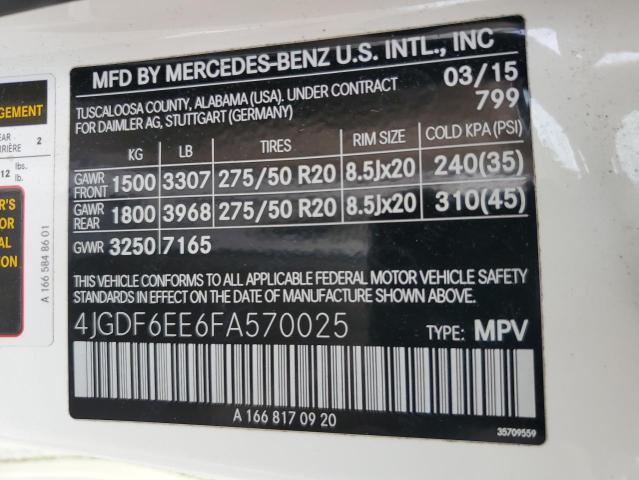 MFD BY MERCEDES-BENZ U.S. INTL., INC
TUSCALOOSA COUNTY, ALABAMA (USA). UNDER CONTRACT 03/15
FOR DAIMLER AG, STUTTGART (GERMANY) 799
KG LB TIRES RIM SIZE COLD KPA(PSI)
GAWR FRONT 1500 3307 275/50 R20 8.5Jx20 240(35)
GAWR REAR 1800 3968 275/50 R20 8.5Jx20 310(45)
GVWR 3250 7165
THIS VEHICLE CONFORMS TO ALL APPLICABLE FEDERAL MOTOR VEHICLE SAFETY
STANDARDS IN EFFECT ON THE DATE OF MANUFACTURE SHOWN ABOVE.
4JGDF6EE6FA570025 TYPE: MPV
A 166 817 09 20
35709559
A 166 584 86 01
2
12 lbs.
lb.